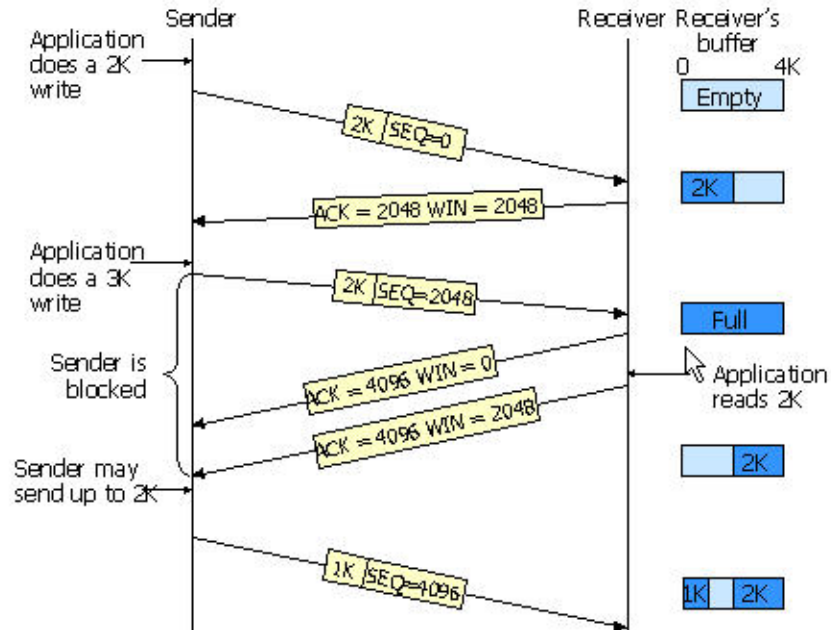 Sender
Receiver Receiver's
buffer
0 4K
Application
does a 2K
write
Empty
2K SEQ=0
2K
ACK = 2048 WIN = 2048
Application
does a 3K
write
2K SEQ=2048
Full
Sender is
blocked
ACK = 4096 WIN = 0
Application
reads 2K
ACK = 4096 WIN = 2048
2K
Sender may
send up to 2K
1K SEQ=4096
1K 2K